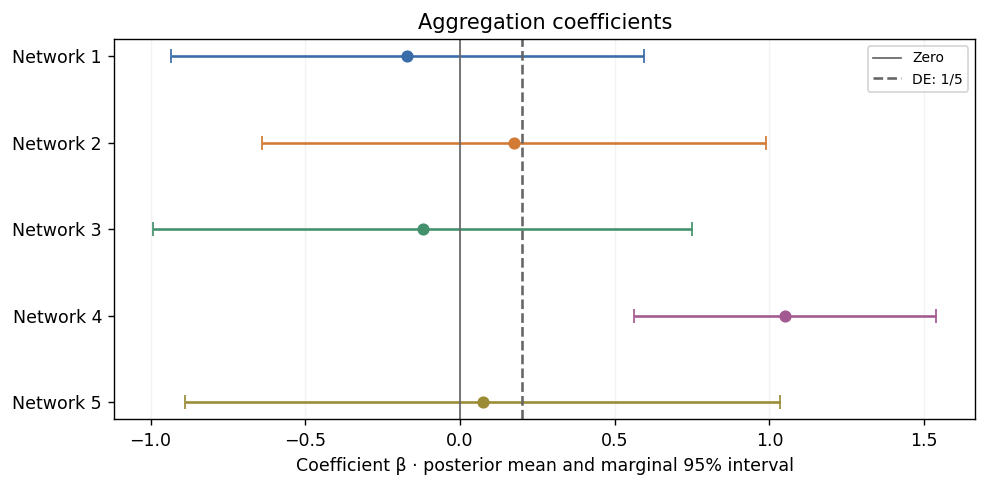 Aggregation coefficients
Network 1
Network 2
Network 3
Network 4
Network 5
Zero
DE: 1/5
−1.0 −0.5 0.0 0.5 1.0 1.5
Coefficient β · posterior mean and marginal 95% interval